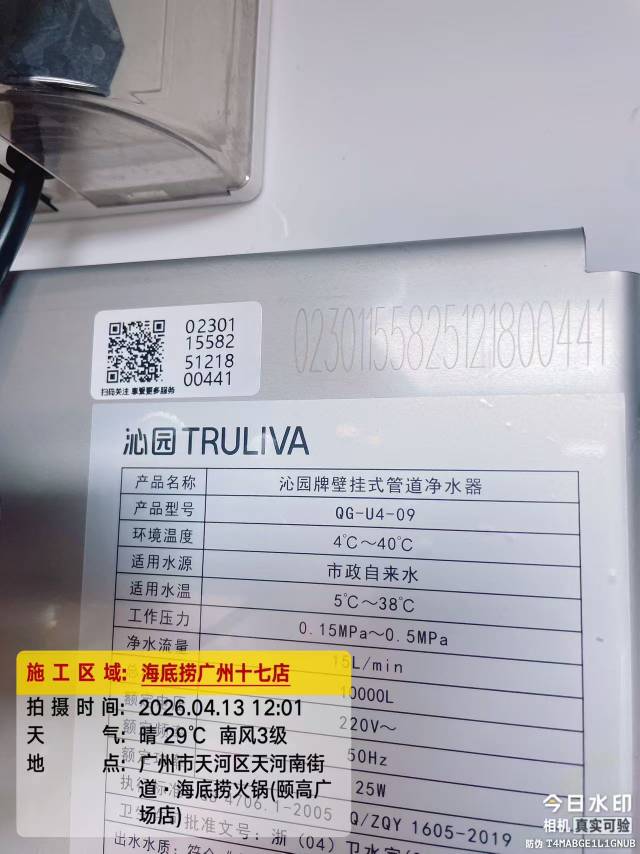 02301
15582
51218
00441
扫码关注 享管更多服务
02301155825121800441
沁园 TRULIVA
产品名称 沁园牌壁挂式管道净水器
产品型号 QG-U4-09
环境温度 4℃～40℃
适用水源 市政自来水
适用水温 5℃～38℃
工作压力 0.15MPa～0.5MPa
净水流量 15L/min
10000L
220V～
50Hz
25W
4706.1-2005 Q/ZQY 1605-2019
批准文号：浙（04）卫水字
出水水质：符合
施工区域: 海底捞广州十七店
拍摄时间: 2026.04.13 12:01
天气: 晴 29℃ 南风3级
地点: 广州市天河区天河南街
道·海底捞火锅(颐高广
场店)
今日水印
相机 真实可验
防伪 T4MABGE1L1GNUB